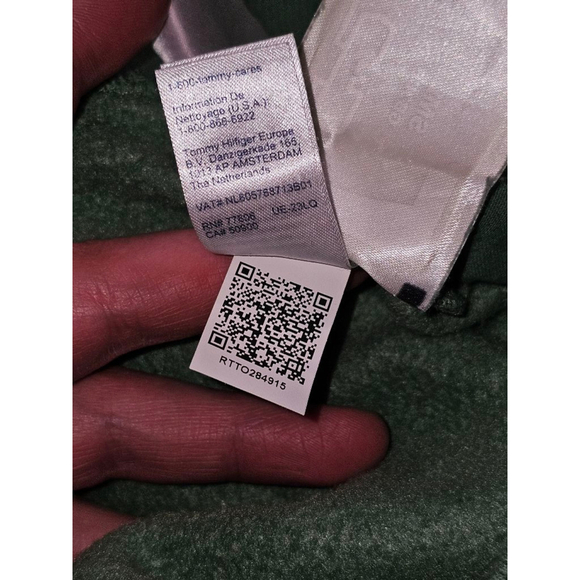 1-800-tommy-cares
Information De
Nettoyage (U.S.A.):
1-800-866-6922
Tommy Hilfiger Europe
B.V. Danzigerkade 165,
1013 AP AMSTERDAM
The Netherlands
VAT# NL805768713B01
RN# 77806 UE-23LQ
CA# 50900
RTTO284915